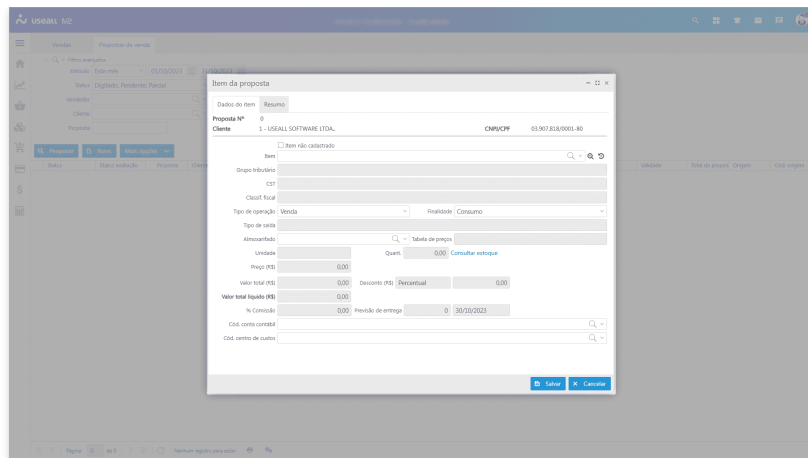 useall M2
Vendas Propostas de venda
Filtro avançados
Período Este mês 01/10/2023 31/10/2023
Status Digitado; Pendente; Parcial
Vendedor
Cliente
Proposta
Pesquisar Novo Mais opções
Status Status avaliação Proposta Cliente Validade Total da proposta Origem Cód. origem
Item da proposta
Dados do item Resumo
Proposta Nº 0
Cliente 1 - USEALL SOFTWARE LTDA. CNPJ/CPF 03.907.818/0001-80
Item não cadastrado
Item
Grupo tributário
CST
Classif. fiscal
Tipo de operação Venda Finalidade Consumo
Tipo de saída
Almoxarifado Tabela de preços
Unidade Quant. 0,00 Consultar estoque
Preço (R$) 0,00
Valor total (R$) 0,00 Desconto (R$) Percentual 0,00
Valor total líquido (R$) 0,00
% Comissão 0,00 Previsão de entrega 0 30/10/2023
Cód. conta contábil
Cód. centro de custos
Salvar Cancelar
Página 0 de 0 Nenhum registro para exibir